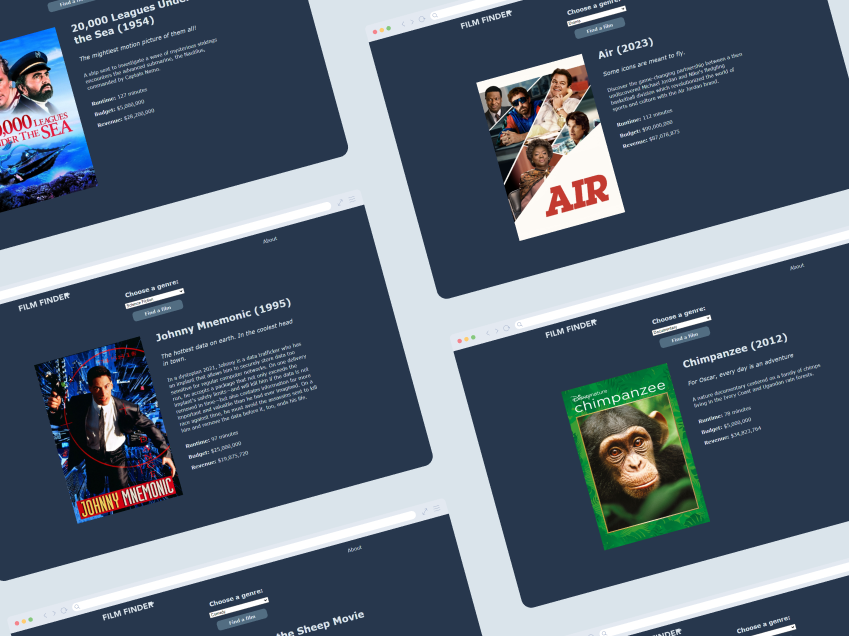 Find a film
20,000 Leagues Under
the Sea (1954)
The mightiest motion picture of them all!
A ship sent to investigate a wave of mysterious sinkings
encounters the advanced submarine, the Nautilus,
commanded by Captain Nemo.
Runtime: 127 minutes
Budget: $5,000,000
Revenue: $28,200,000
,000 LEAGUES
DER THE SEA
FILM FINDER
Choose a genre:
Find a film
Air (2023)
Some icons are meant to fly.
Discover the game-changing partnership between a then
undiscovered Michael Jordan and Nike's fledgling
basketball division which revolutionized the world of
sports and culture with the Air Jordan brand.
Runtime: 112 minutes
Budget: $90,000,000
Revenue: $87,078,875
AIR
About
FILM FINDER
Choose a genre:
Science Fiction
Find a film
Johnny Mnemonic (1995)
The hottest data on earth. In the coolest head
in town.
In a dystopian 2021, Johnny is a data trafficker who has
an implant that allows him to securely store data too
sensitive for regular computer networks. On one delivery
run, he accepts a package that not only exceeds the
implant's safety limits—and will kill him if the data is not
removed in time—but also contains information far more
important and valuable than he had ever imagined. On a
race against time, he must avoid the assassins sent to kill
him and remove the data before it, too, ends his life.
Runtime: 97 minutes
Budget: $25,000,000
Revenue: $19,075,720
JOHNNY MNEMONIC
About
FILM FINDER
Choose a genre:
Documentary
Find a film
Chimpanzee (2012)
For Oscar, every day is an adventure
A nature documentary centered on a family of chimps
living in the Ivory Coast and Ugandan rain forests.
Runtime: 78 minutes
Budget: $5,000,000
Revenue: $34,823,764
Disneynature
chimpanzee
About
FILM FINDER
Choose a genre:
Comedy
Find a film
the Sheep Movie
FILM FINDER
Choose a genre: